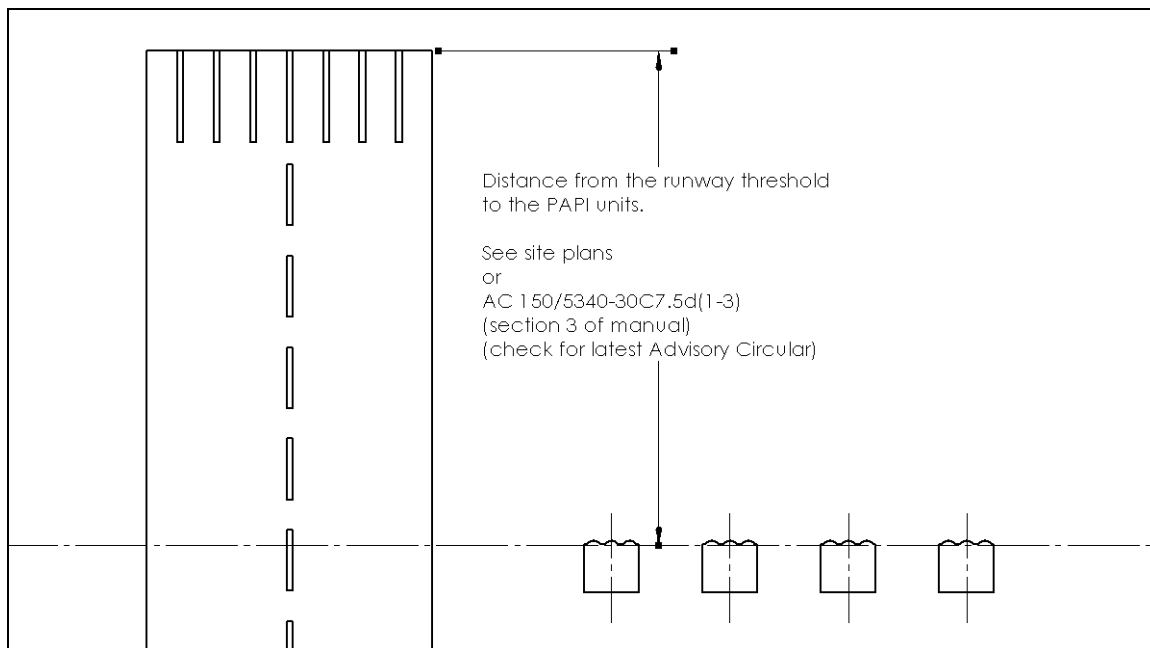 Distance from the runway threshold
to the PAPI units.
See site plans
or
AC 150/5340-30C7.5d(1-3)
(section 3 of manual)
(check for latest Advisory Circular)